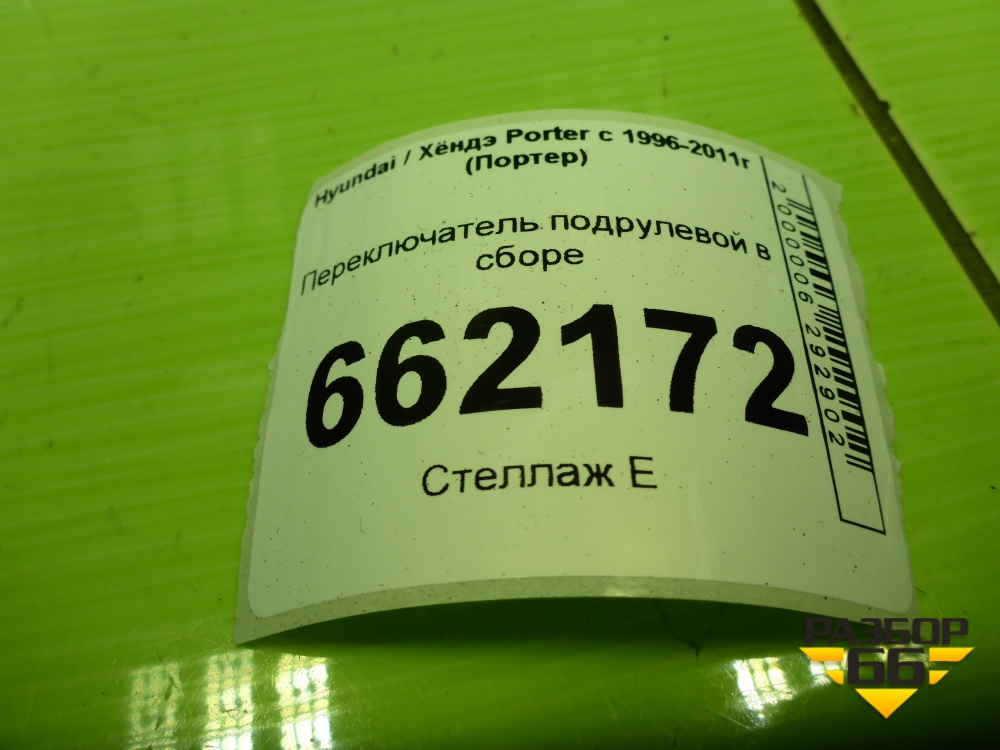 Hyundai / Хёндэ Porter с 1996-2011г
(Портер)
Переключатель подрулевой в
сборе
662172
Стеллаж Е
2000006292902
РАЗБОР
66